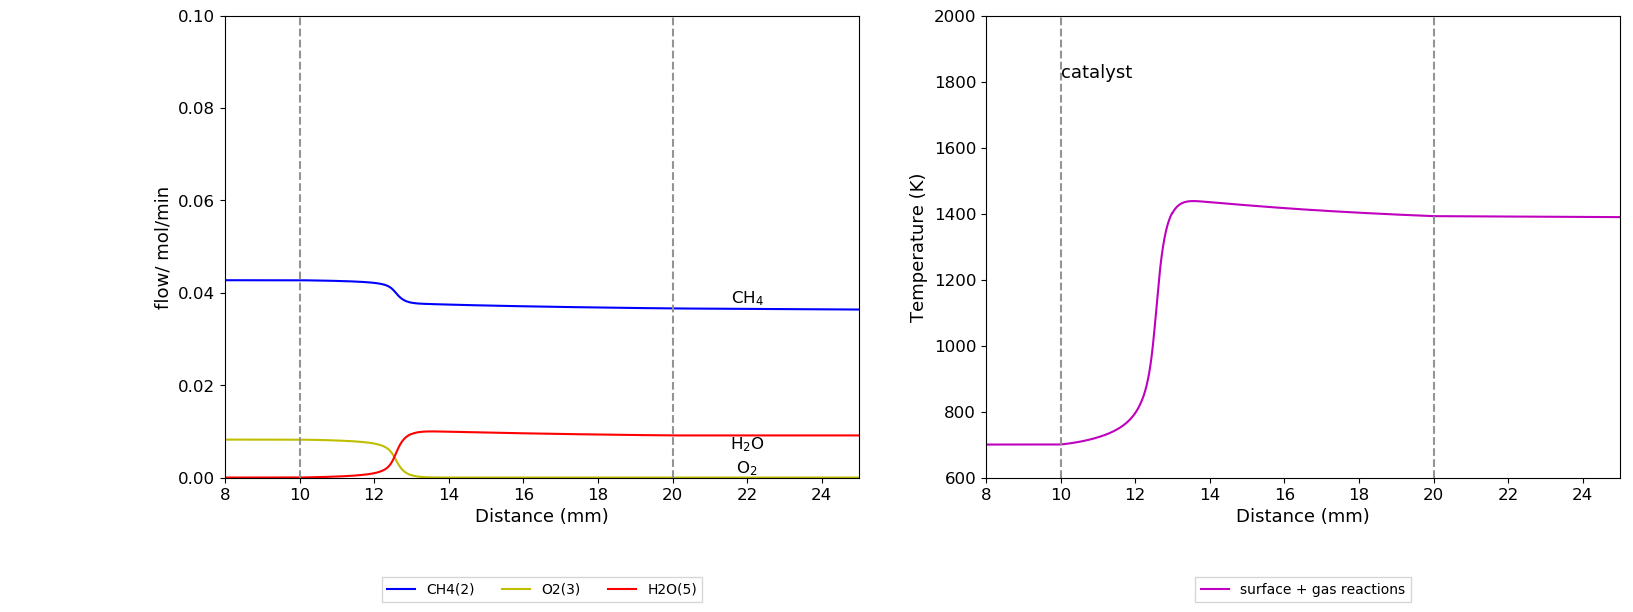 0.10
0.08
0.06
0.04
0.02
0.00
flow/ mol/min
CH₄
H₂O
O₂
8 10 12 14 16 18 20 22 24
Distance (mm)
CH4(2) O2(3) H2O(5)
2000
1800
1600
1400
1200
1000
800
600
Temperature (K)
catalyst
8 10 12 14 16 18 20 22 24
Distance (mm)
surface + gas reactions